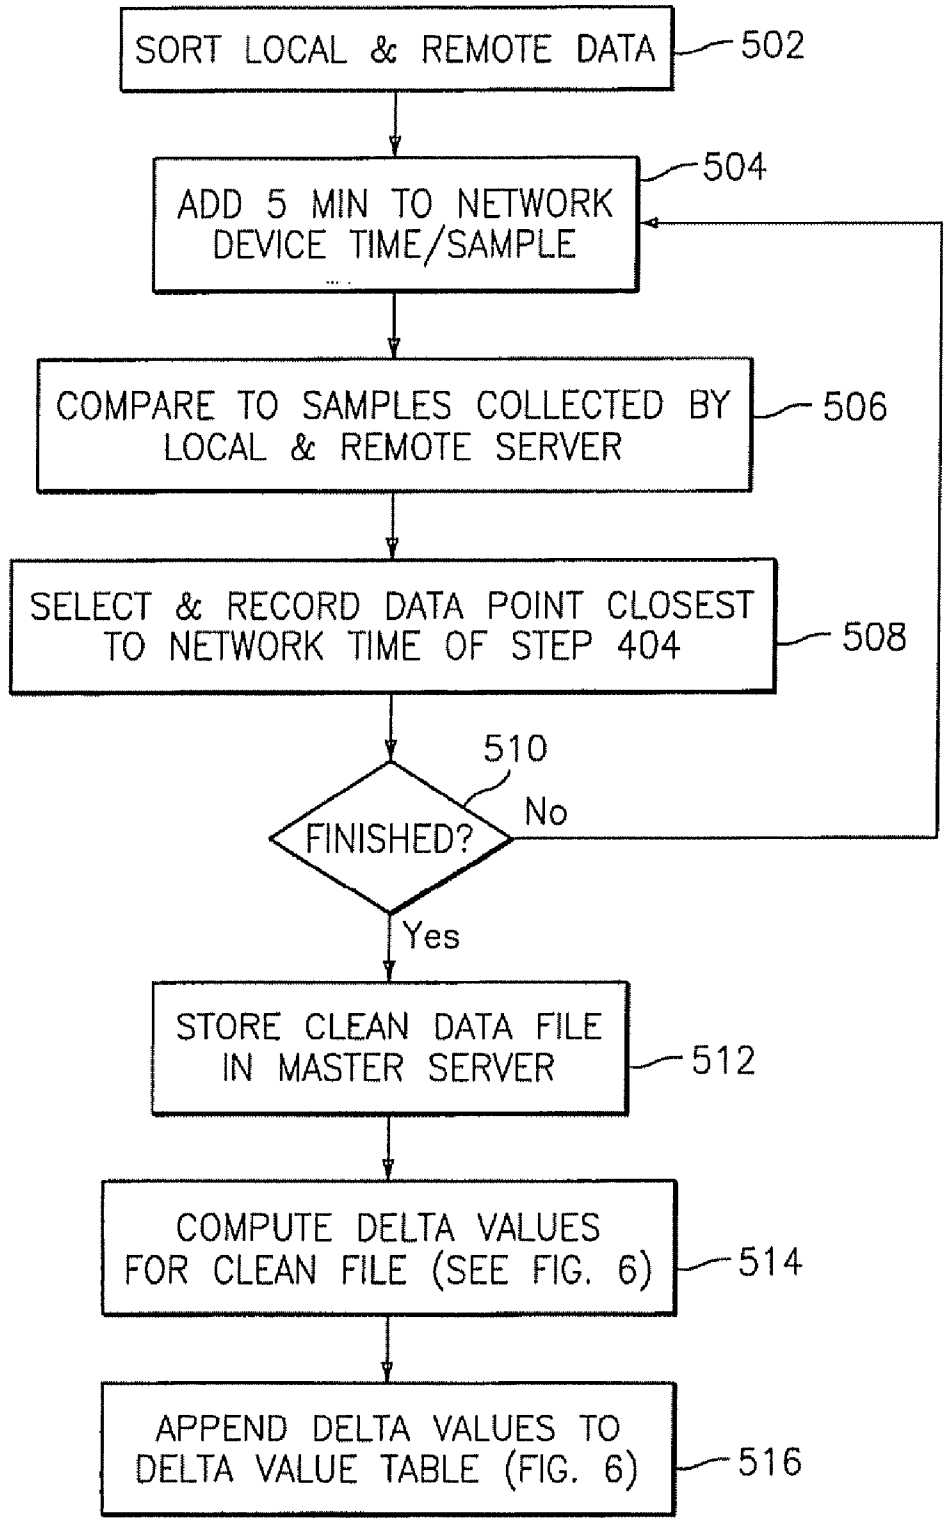 SORT LOCAL & REMOTE DATA
502
504
ADD 5 MIN TO NETWORK
DEVICE TIME/SAMPLE
COMPARE TO SAMPLES COLLECTED BY
LOCAL & REMOTE SERVER
506
SELECT & RECORD DATA POINT CLOSEST
TO NETWORK TIME OF STEP 404
508
510
FINISHED?
No
Yes
STORE CLEAN DATA FILE
IN MASTER SERVER
512
COMPUTE DELTA VALUES
FOR CLEAN FILE (SEE FIG. 6)
514
APPEND DELTA VALUES TO
DELTA VALUE TABLE (FIG. 6)
516